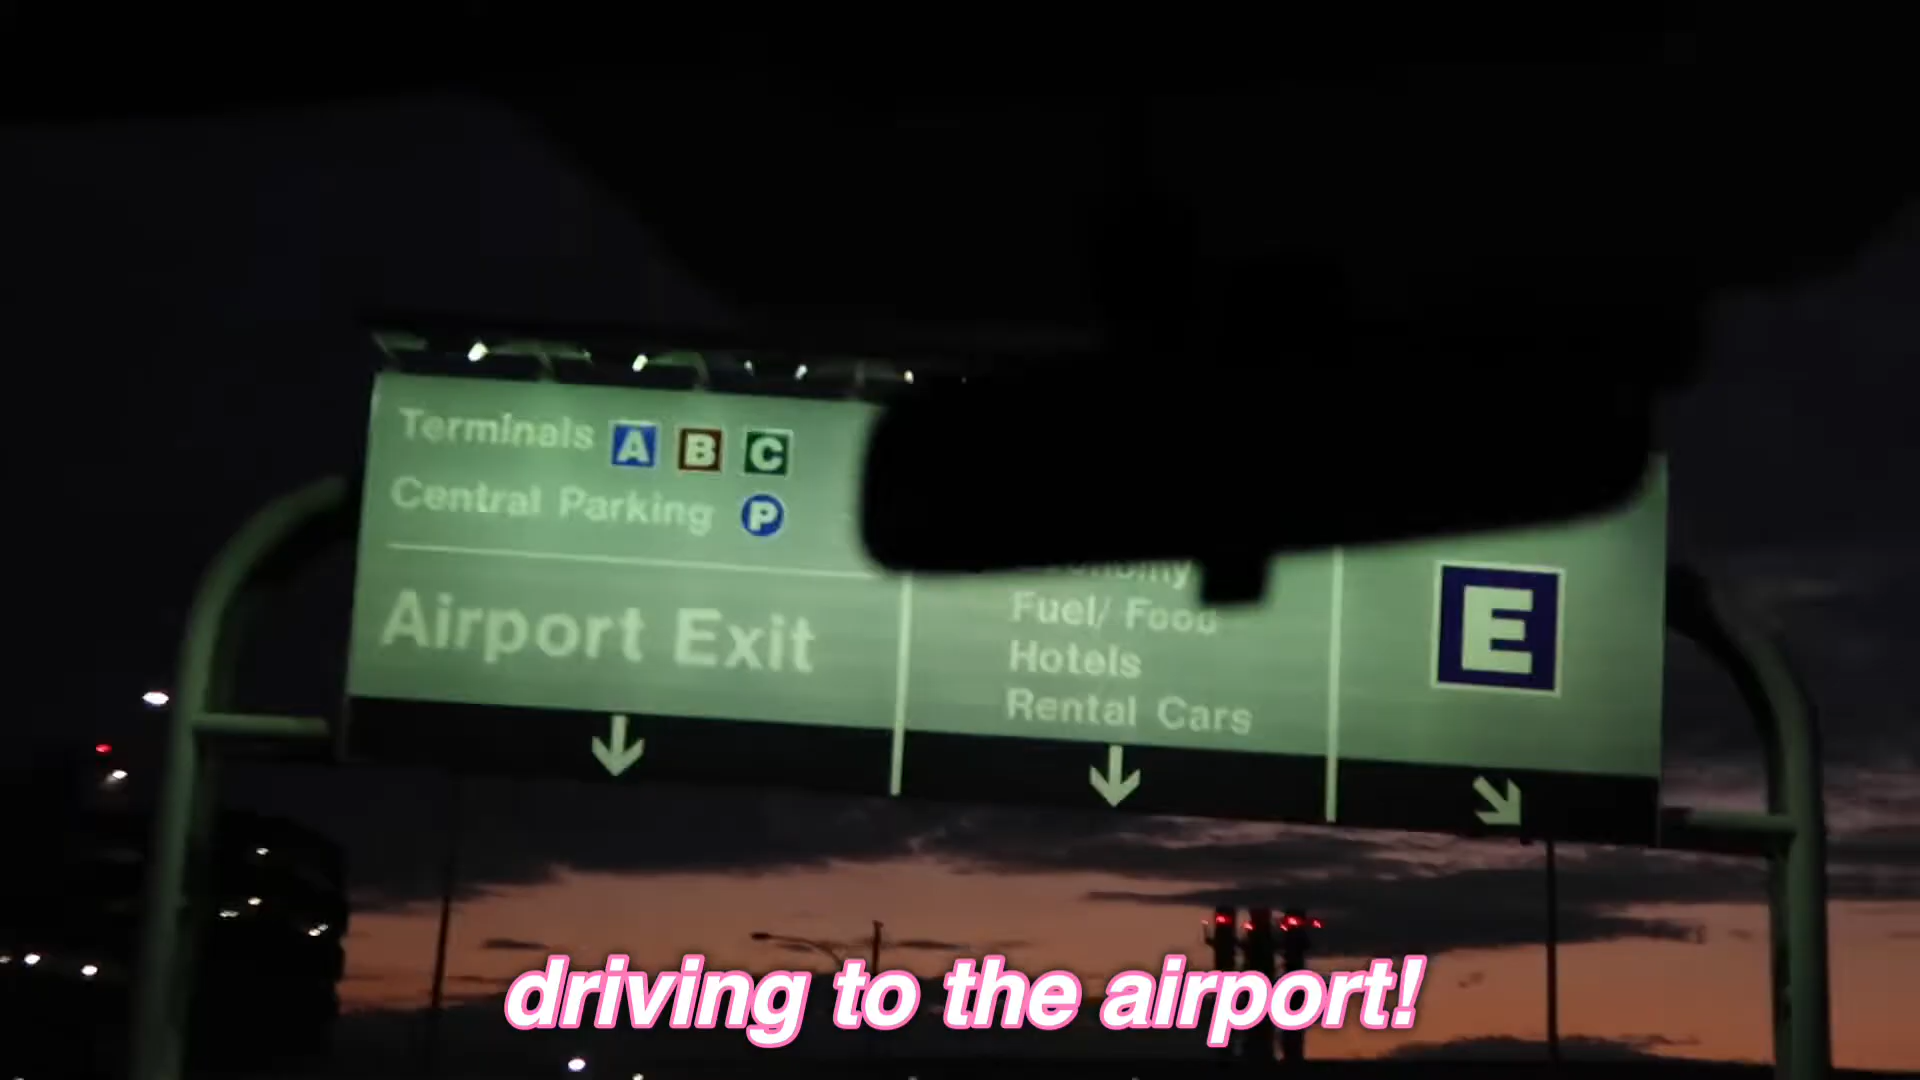 Terminals A B C
Central Parking P
Airport Exit
Fuel/ Food
Hotels
Rental Cars
E
driving to the airport!